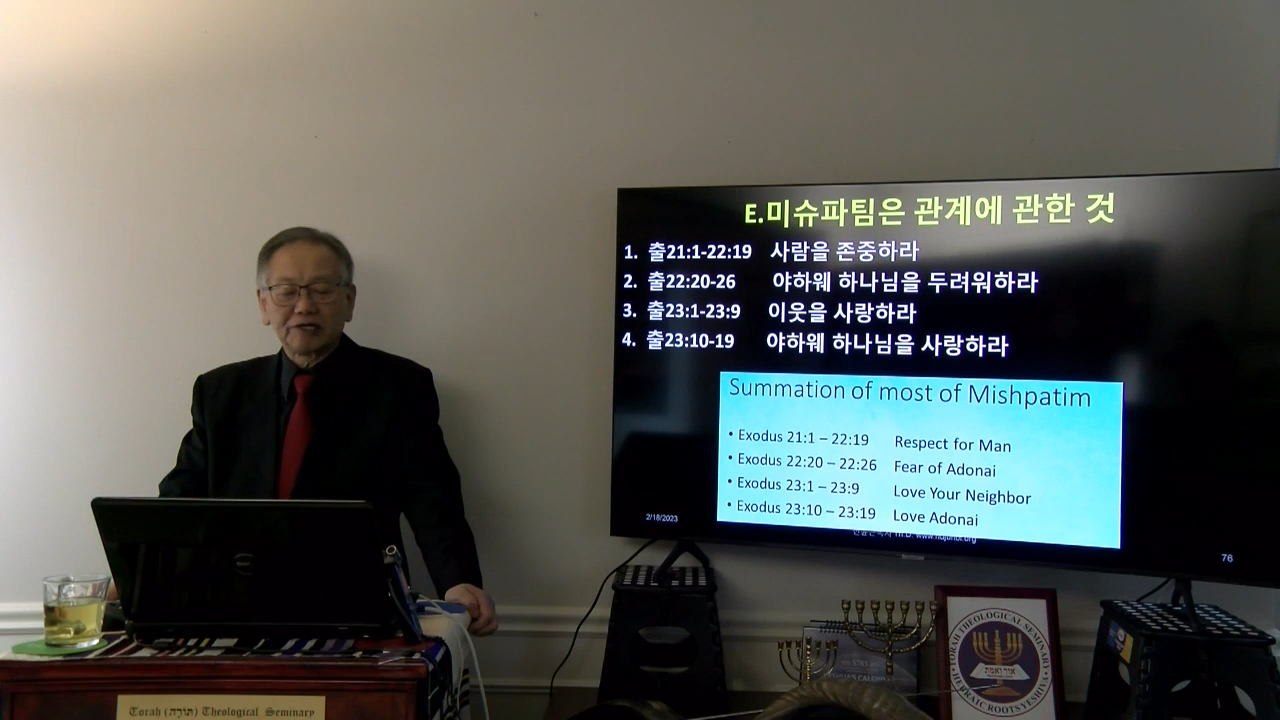 E.미슈파팀은 관계에 관한 것
1. 출21:1-22:19 사람을 존중하라
2. 출22:20-26 야하웨 하나님을 두려워하라
3. 출23:1-23:9 이웃을 사랑하라
4. 출23:10-19 야하웨 하나님을 사랑하라
Summation of most of Mishpatim
• Exodus 21:1 – 22:19 Respect for Man
• Exodus 22:20 – 22:26 Fear of Adonai
• Exodus 23:1 – 23:9 Love Your Neighbor
• Exodus 23:10 – 23:19 Love Adonai
2/18/2023
76
Torah (תורה) Theological Seminary
TORAH THEOLOGICAL SEMINARY
אור ואמת
HEBRAIC ROOTS YESHIVA